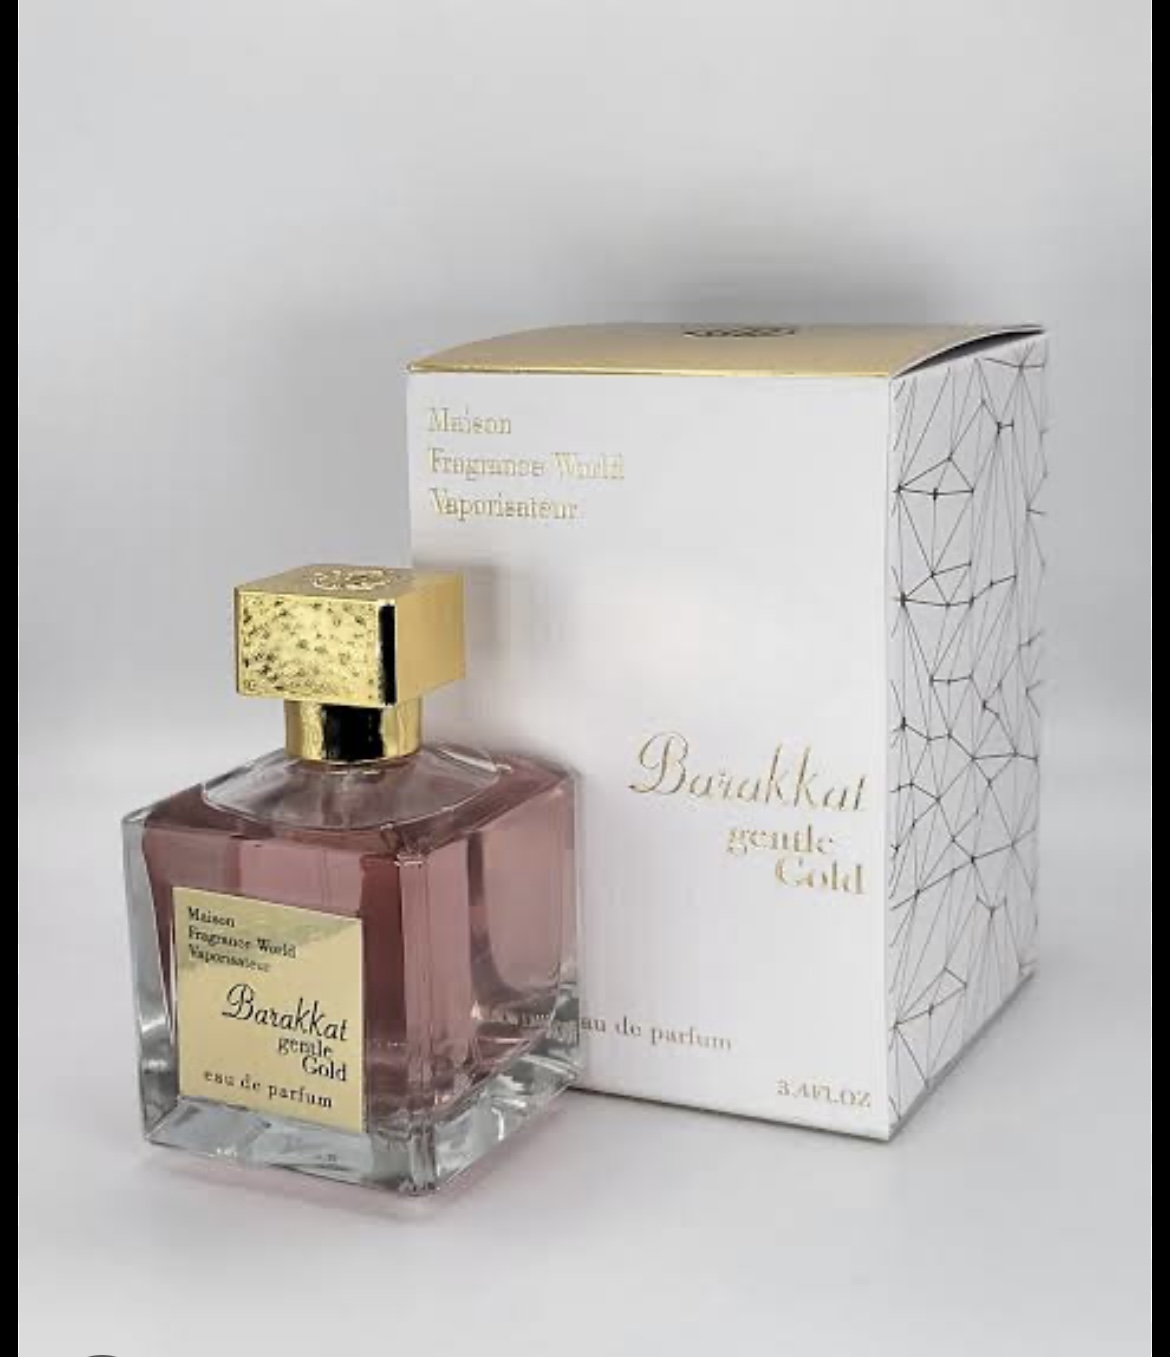 Maison
Fragrance World
Vaporisateur
Barakkat
gentle
Gold
eau de parfum
3.4FL.OZ
Maison
Fragrance World
Vaporisateur
Barakkat
gentle
Gold
eau de parfum